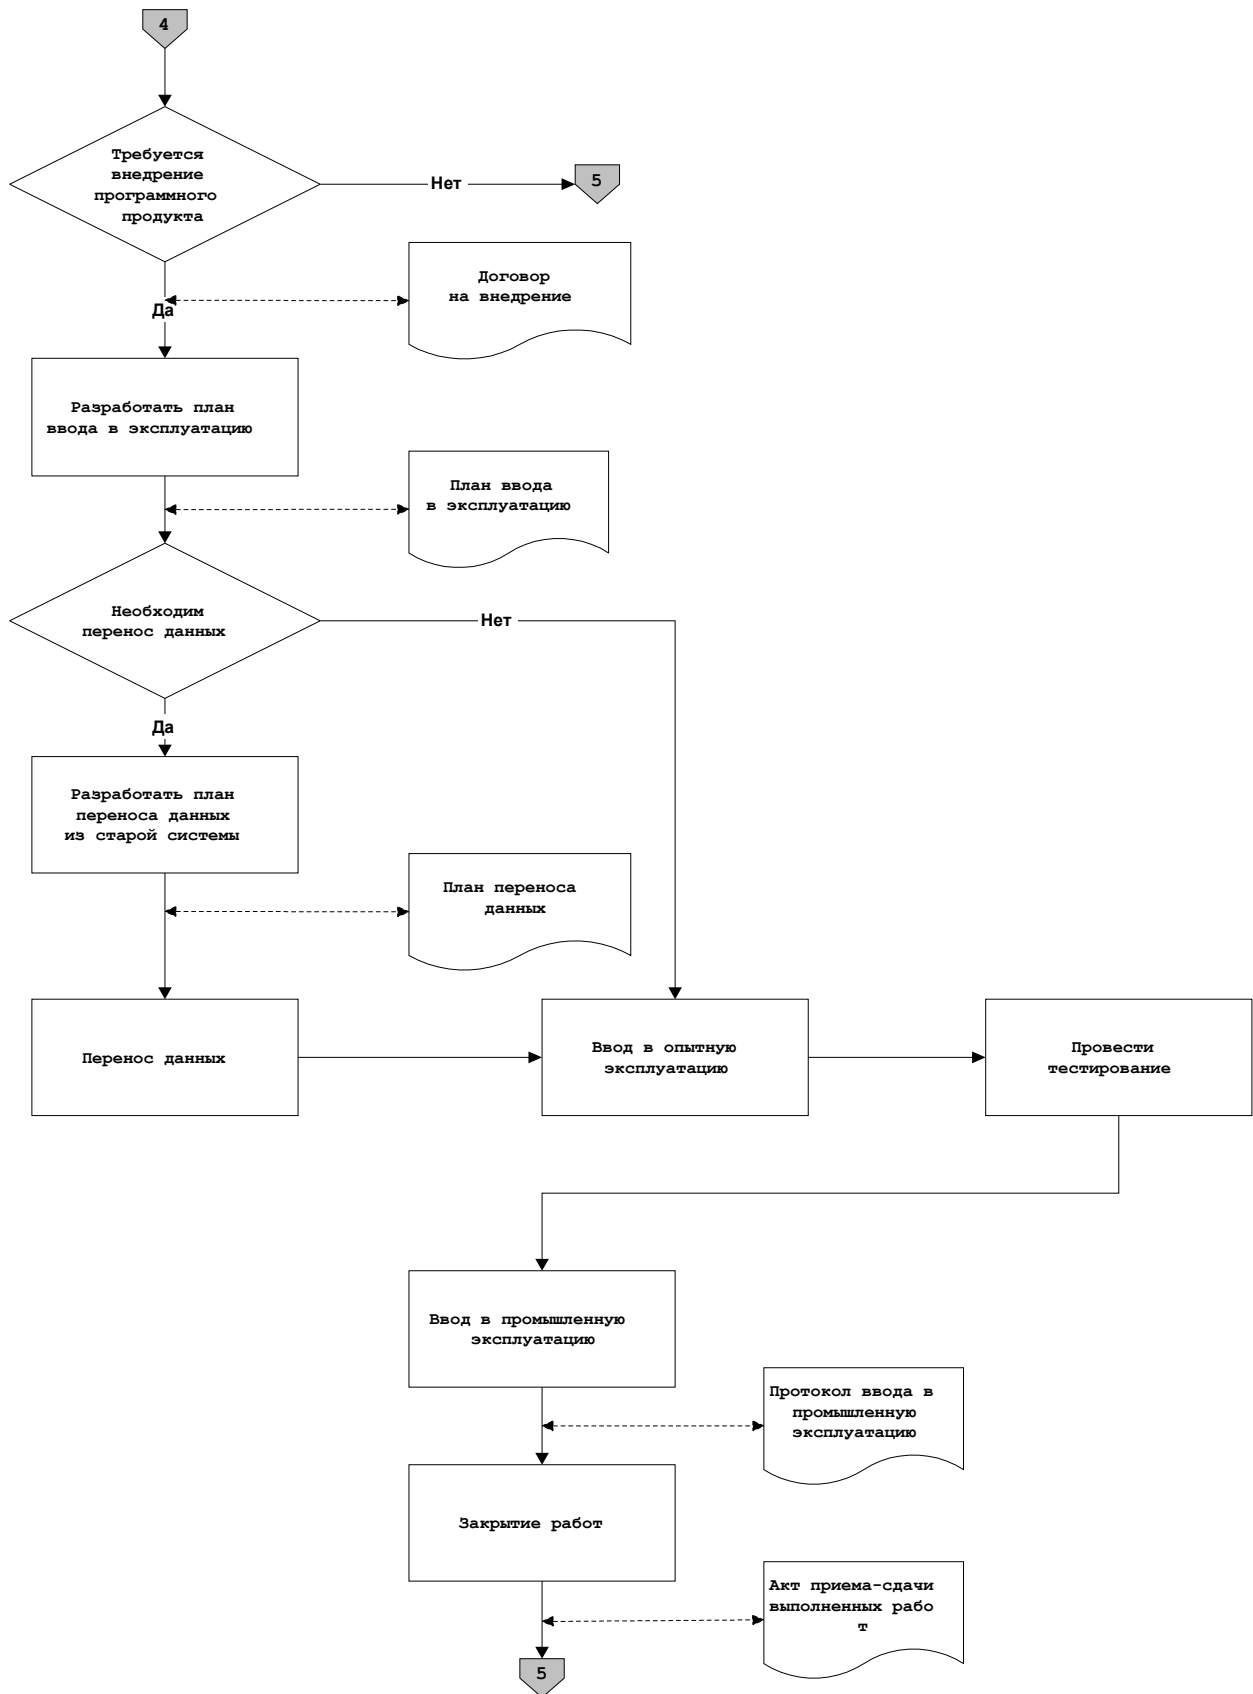 4
Требуется
внедрение
программного
продукта
Нет
5
Договор
на внедрение
Да
Разработать план
ввода в эксплуатацию
План ввода
в эксплуатацию
Необходим
перенос данных
Нет
Да
Разработать план
переноса данных
из старой системы
План переноса
данных
Перенос данных
Ввод в опытную
эксплуатацию
Провести
тестирование
Ввод в промышленную
эксплуатацию
Протокол ввода в
промышленную
эксплуатацию
Закрытие работ
Акт приема-сдачи
выполненных рабо
т
5